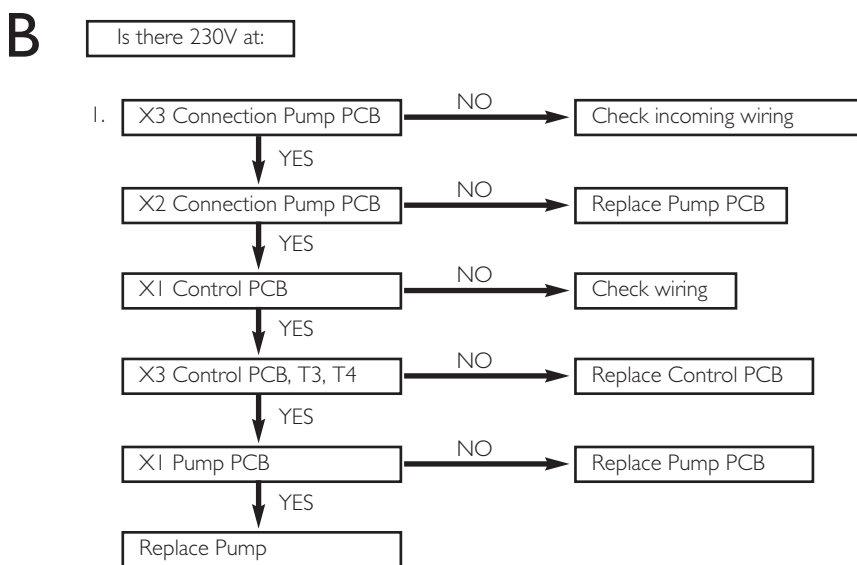 B
Is there 230V at:
1. X3 Connection Pump PCB
NO
Check incoming wiring
YES
X2 Connection Pump PCB
NO
Replace Pump PCB
YES
X1 Control PCB
NO
Check wiring
YES
X3 Control PCB, T3, T4
NO
Replace Control PCB
YES
X1 Pump PCB
NO
Replace Pump PCB
YES
Replace Pump